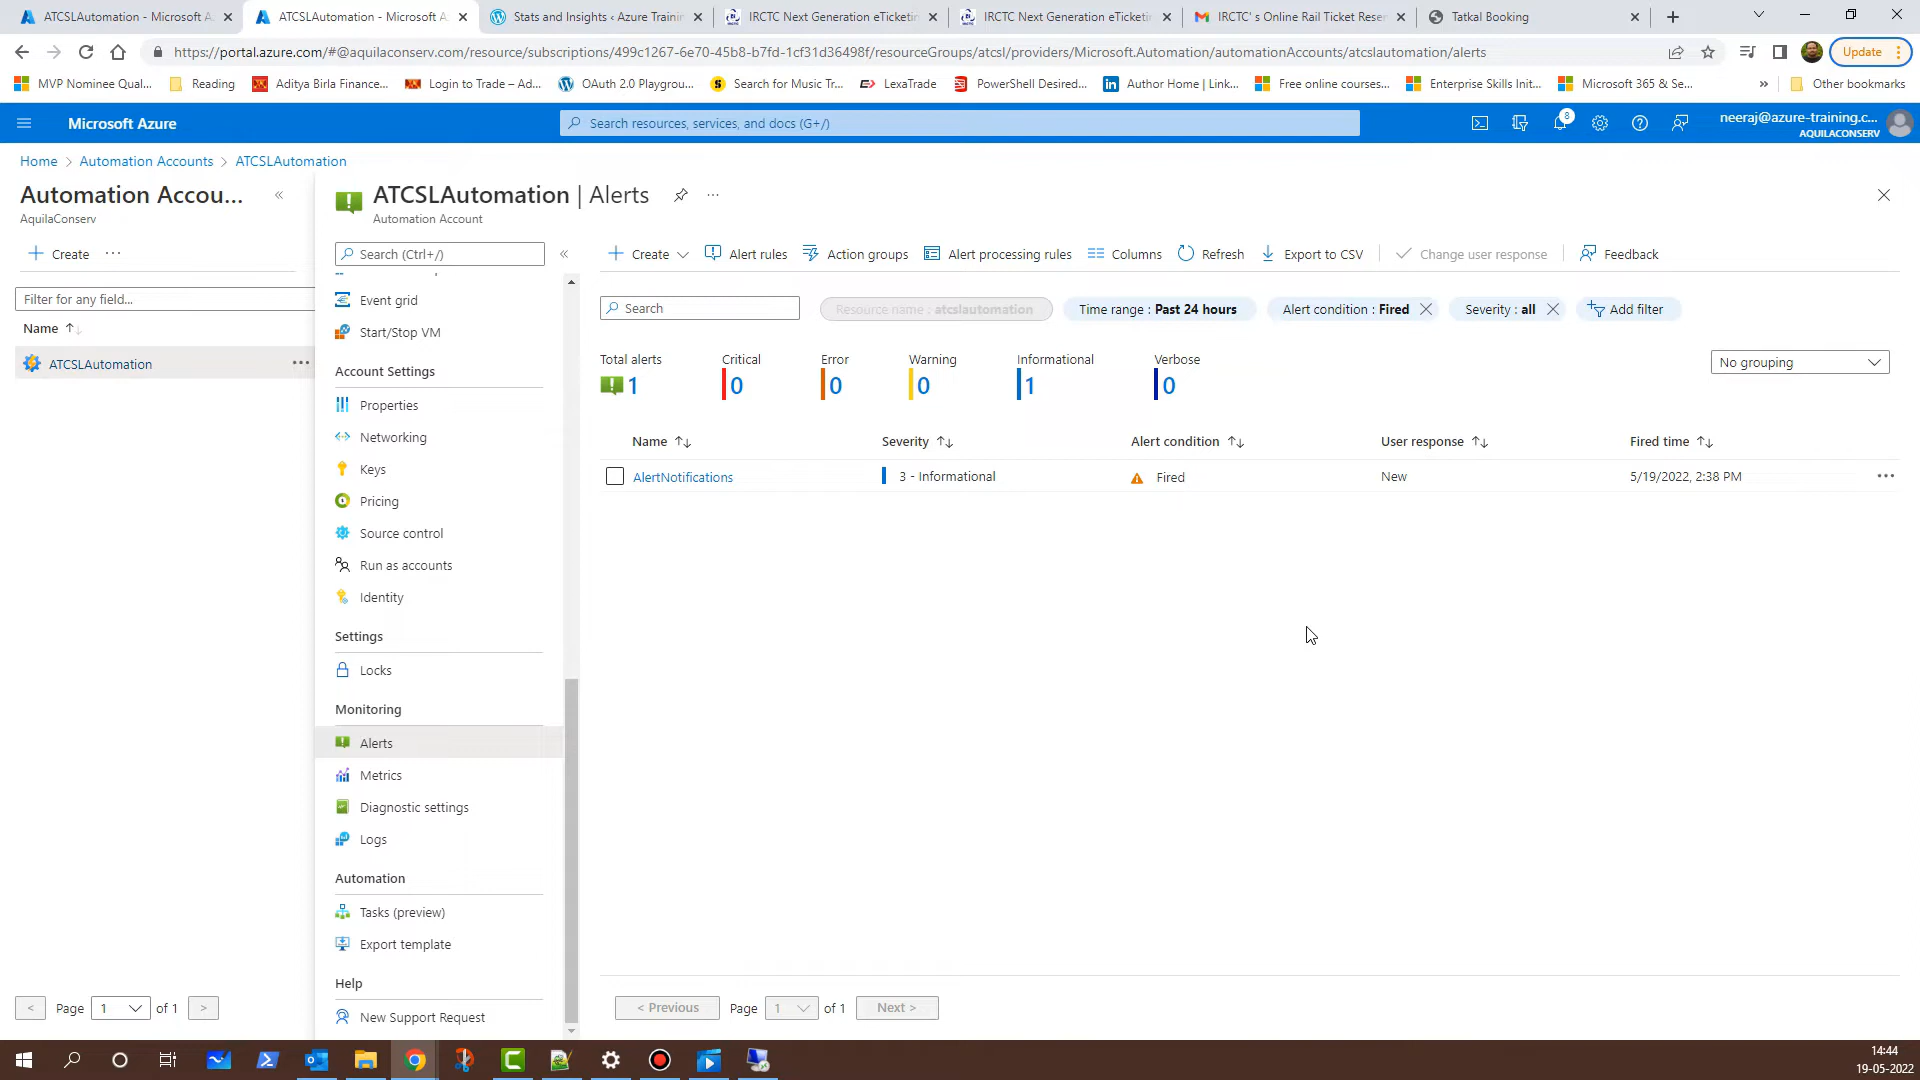 ATCSLAutomation - Microsoft A
ATCSLAutomation - Microsoft A
Stats and Insights ‹ Azure Trainin
IRCTC Next Generation eTicketin
IRCTC Next Generation eTicketin
IRCTC' s Online Rail Ticket Reser
Tatkal Booking
https://portal.azure.com/#@aquilaconserv.com/resource/subscriptions/499c1267-6e70-45b8-b7fd-1cf31d36498f/resourceGroups/atcsl/providers/Microsoft.Automation/automationAccounts/atcslautomation/alerts
Update
MVP Nominee Qual...
Reading
Aditya Birla Finance...
Login to Trade – Ad...
OAuth 2.0 Playgrou...
Search for Music Tr...
LexaTrade
PowerShell Desired...
Author Home | Link...
Free online courses...
Enterprise Skills Init...
Microsoft 365 & Se...
»
Other bookmarks
Microsoft Azure
Search resources, services, and docs (G+/)
8
neeraj@azure-training.c...
AQUILACONSERV
Home > Automation Accounts > ATCSLAutomation
Automation Accou...
AquilaConserv
Create
Filter for any field...
Name
ATCSLAutomation
Page 1 of 1
ATCSLAutomation | Alerts
Automation Account
Search (Ctrl+/)
Event grid
Start/Stop VM
Account Settings
Properties
Networking
Keys
Pricing
Source control
Run as accounts
Identity
Settings
Locks
Monitoring
Alerts
Metrics
Diagnostic settings
Logs
Automation
Tasks (preview)
Export template
Help
New Support Request
Create
Alert rules
Action groups
Alert processing rules
Columns
Refresh
Export to CSV
Change user response
Feedback
Search
Resource name : atcslautomation
Time range : Past 24 hours
Alert condition : Fired
Severity : all
Add filter
Total alerts
1
Critical
0
Error
0
Warning
0
Informational
1
Verbose
0
No grouping
Name
Severity
Alert condition
User response
Fired time
AlertNotifications
3 - Informational
Fired
New
5/19/2022, 2:38 PM
< Previous
Page 1 of 1
Next >
14:44
19-05-2022